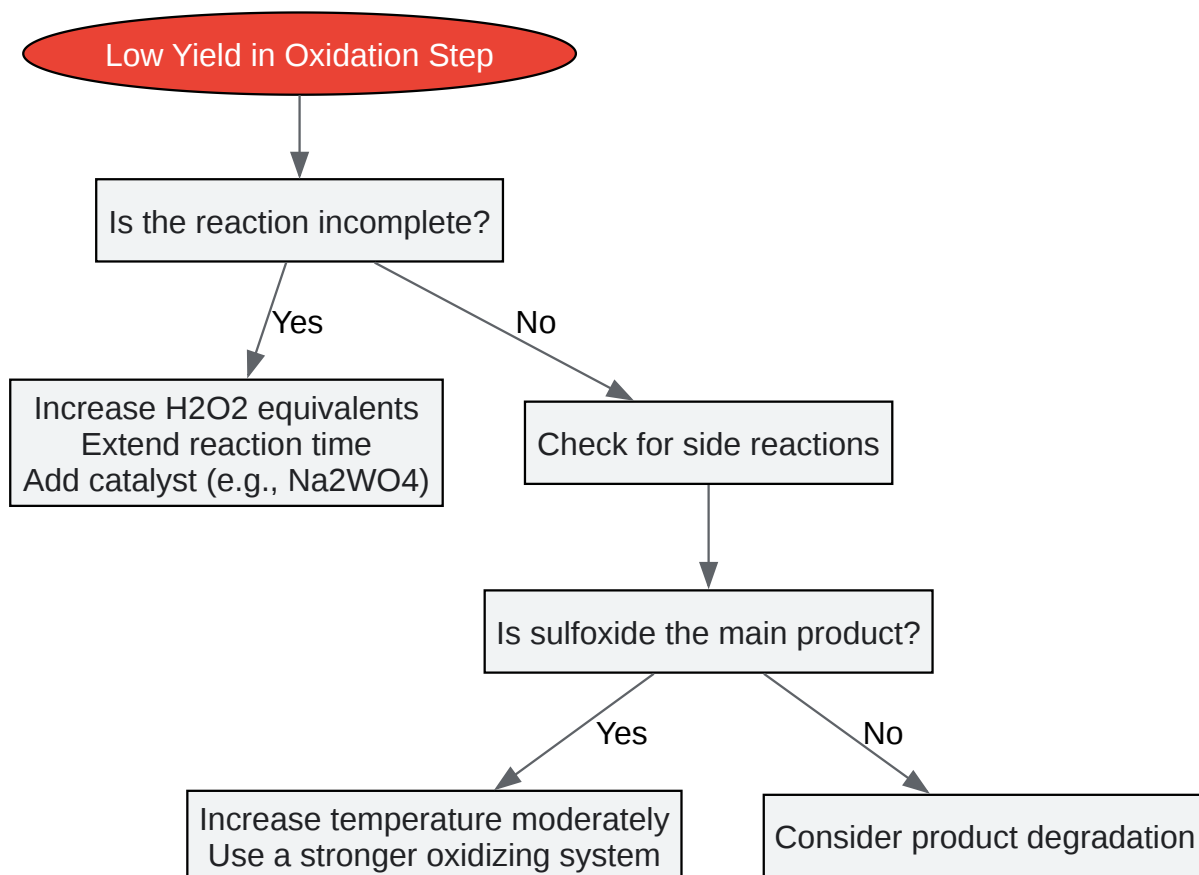 Low Yield in Oxidation Step
Is the reaction incomplete?
Yes
No
Increase H2O2 equivalents
Extend reaction time
Add catalyst (e.g., Na2WO4)
Check for side reactions
Is sulfoxide the main product?
Yes
No
Increase temperature moderately
Use a stronger oxidizing system
Consider product degradation